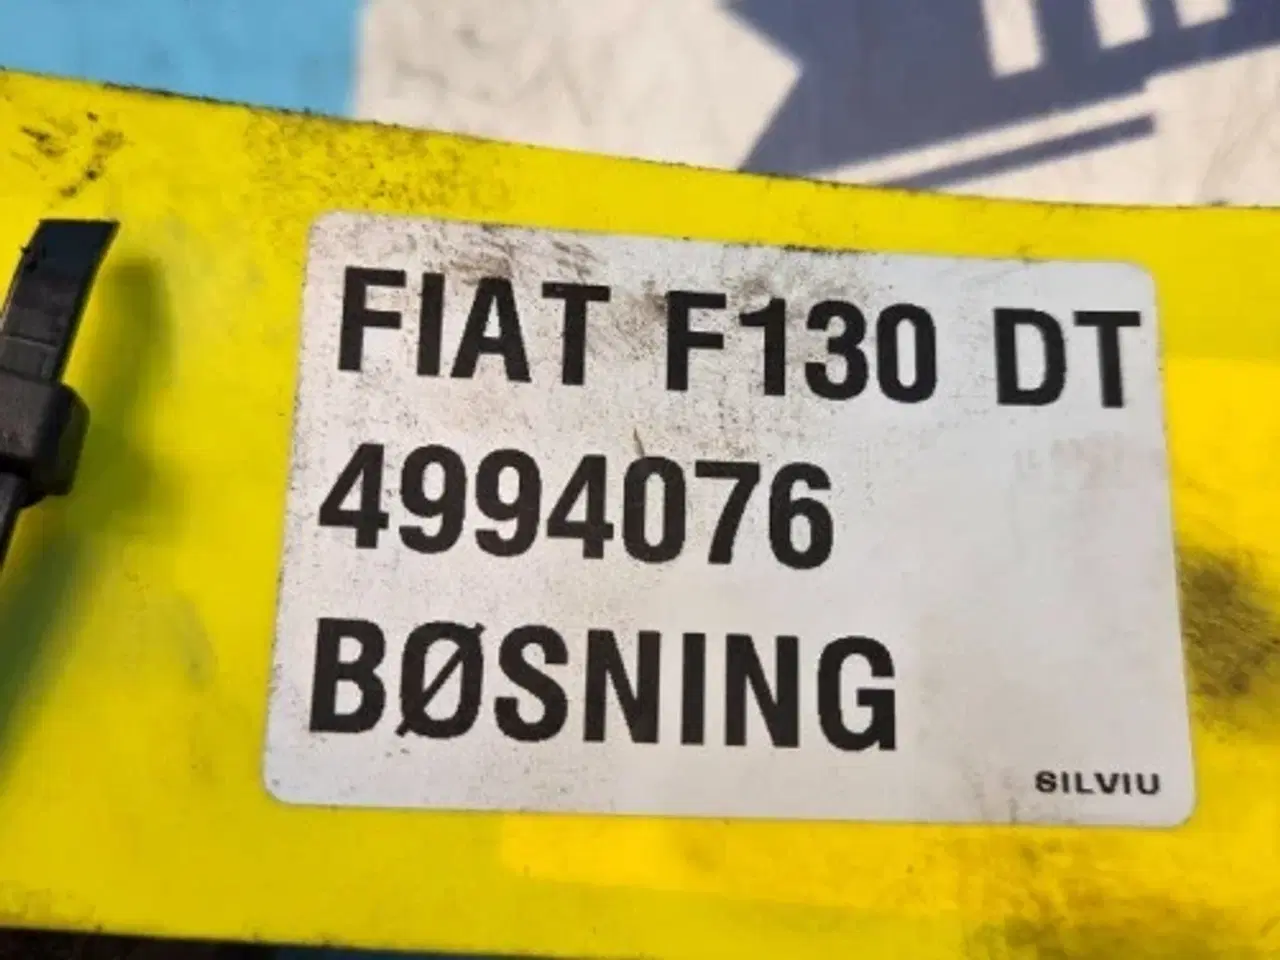 FIAT F130 DT
4994076
BØSNING
SILVIU